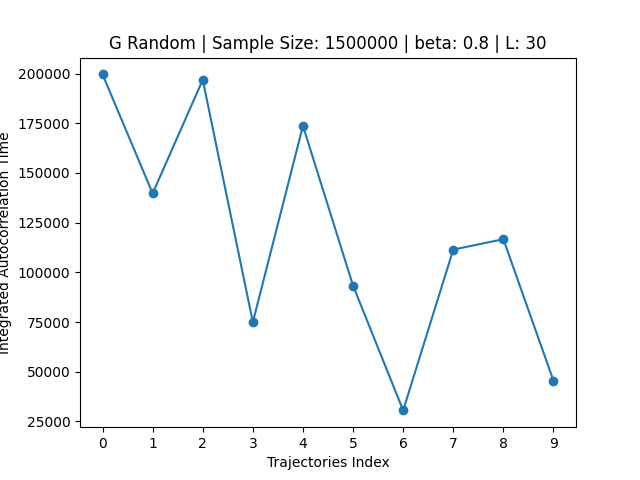 G Random | Sample Size: 1500000 | beta: 0.8 | L: 30
200000
175000
150000
125000
100000
75000
50000
25000
Integrated Autocorrelation Time
0 1 2 3 4 5 6 7 8 9
Trajectories Index